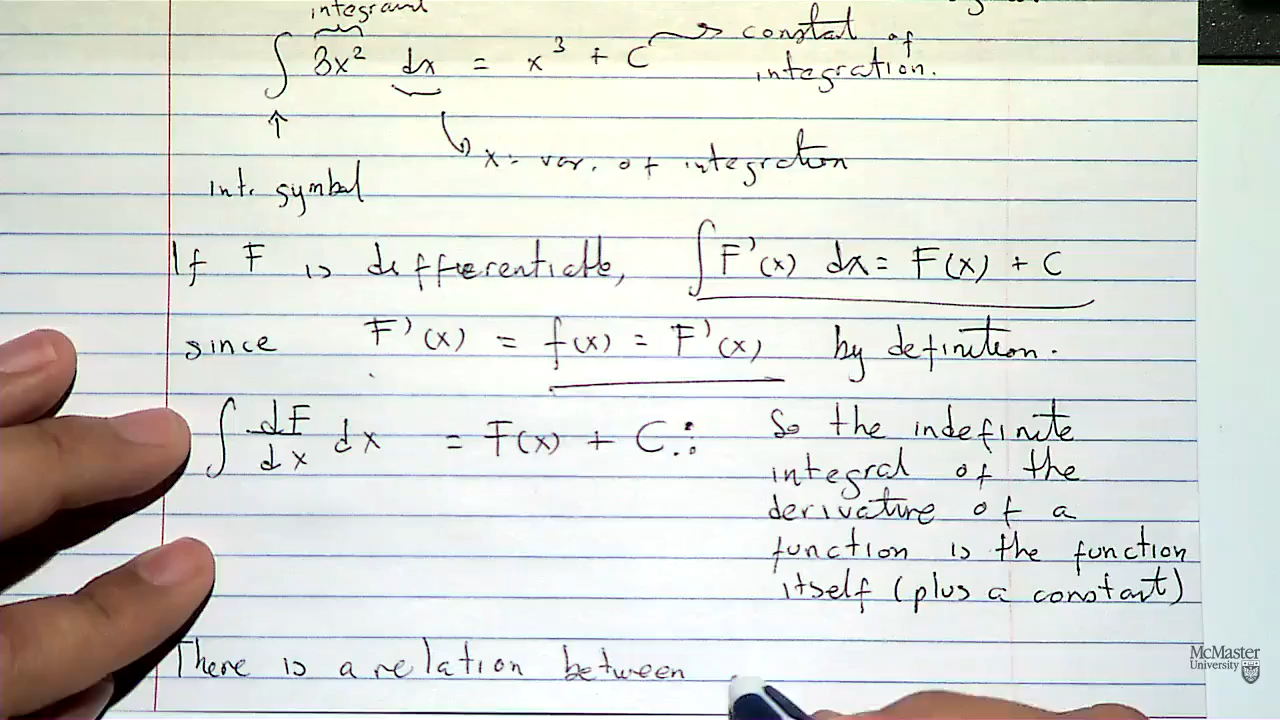 integrand
∫ 3x² dx = x³ + C → constat of
integration.
↑
x = var. of integration
int. symbol
If F is differentiable, ∫ F'(x) dx = F(x) + C
since F'(x) = f(x) = F'(x) by definition.
∫ dF/dx dx = F(x) + C. : So the indefinite
integral of the
derivative of a
function is the function
itself (plus a constant)
There is a relation between
McMaster
University